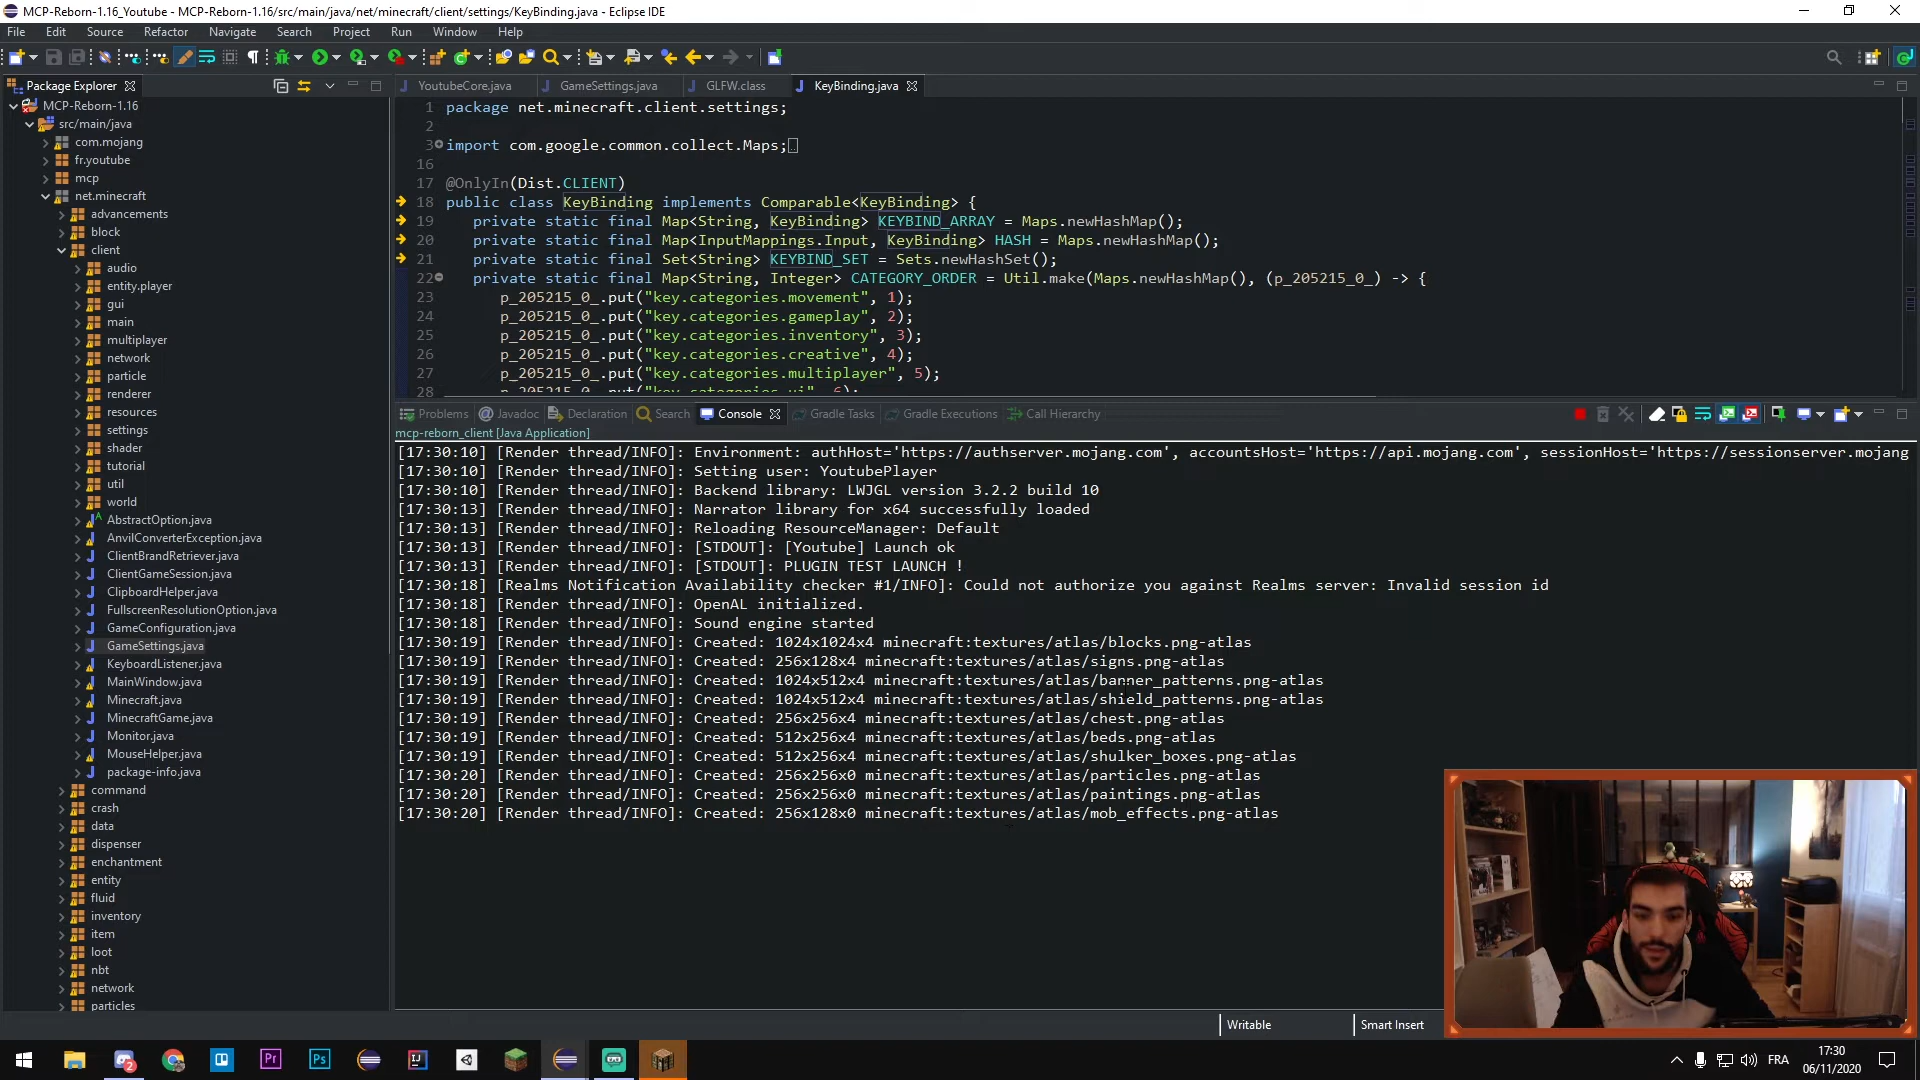 MCP-Reborn-1.16_Youtube - MCP-Reborn-1.16/src/main/java/net/minecraft/client/settings/KeyBinding.java - Eclipse IDE
File Edit Source Refactor Navigate Search Project Run Window Help
Package Explorer
YoutubeCore.java GameSettings.java GLFW.class KeyBinding.java
MCP-Reborn-1.16
src/main/java
com.mojang
fr.youtube
mcp
net.minecraft
advancements
block
client
audio
entity.player
gui
main
multiplayer
network
particle
renderer
resources
settings
shader
tutorial
util
world
AbstractOption.java
AnvilConverterException.java
ClientBrandRetriever.java
ClientGameSession.java
ClipboardHelper.java
FullscreenResolutionOption.java
GameConfiguration.java
GameSettings.java
KeyboardListener.java
MainWindow.java
Minecraft.java
MinecraftGame.java
Monitor.java
MouseHelper.java
package-info.java
command
crash
data
dispenser
enchantment
entity
fluid
inventory
item
loot
nbt
network
particles
1 package net.minecraft.client.settings;
2
3 import com.google.common.collect.Maps;
16
17 @OnlyIn(Dist.CLIENT)
18 public class KeyBinding implements Comparable<KeyBinding> {
19 private static final Map<String, KeyBinding> KEYBIND_ARRAY = Maps.newHashMap();
20 private static final Map<InputMappings.Input, KeyBinding> HASH = Maps.newHashMap();
21 private static final Set<String> KEYBIND_SET = Sets.newHashSet();
22 private static final Map<String, Integer> CATEGORY_ORDER = Util.make(Maps.newHashMap(), (p_205215_0_) -> {
23 p_205215_0_.put("key.categories.movement", 1);
24 p_205215_0_.put("key.categories.gameplay", 2);
25 p_205215_0_.put("key.categories.inventory", 3);
26 p_205215_0_.put("key.categories.creative", 4);
27 p_205215_0_.put("key.categories.multiplayer", 5);
28 p_205215_0_.put("key.categories.ui", 6);
Problems Javadoc Declaration Search Console Gradle Tasks Gradle Executions Call Hierarchy
mcp-reborn_client [Java Application]
[17:30:10] [Render thread/INFO]: Environment: authHost='https://authserver.mojang.com', accountsHost='https://api.mojang.com', sessionHost='https://sessionserver.mojang
[17:30:10] [Render thread/INFO]: Setting user: YoutubePlayer
[17:30:10] [Render thread/INFO]: Backend library: LWJGL version 3.2.2 build 10
[17:30:13] [Render thread/INFO]: Narrator library for x64 successfully loaded
[17:30:13] [Render thread/INFO]: Reloading ResourceManager: Default
[17:30:13] [Render thread/INFO]: [STDOUT]: [Youtube] Launch ok
[17:30:13] [Render thread/INFO]: [STDOUT]: PLUGIN TEST LAUNCH !
[17:30:18] [Realms Notification Availability checker #1/INFO]: Could not authorize you against Realms server: Invalid session id
[17:30:18] [Render thread/INFO]: OpenAL initialized.
[17:30:18] [Render thread/INFO]: Sound engine started
[17:30:19] [Render thread/INFO]: Created: 1024x1024x4 minecraft:textures/atlas/blocks.png-atlas
[17:30:19] [Render thread/INFO]: Created: 256x128x4 minecraft:textures/atlas/signs.png-atlas
[17:30:19] [Render thread/INFO]: Created: 1024x512x4 minecraft:textures/atlas/banner_patterns.png-atlas
[17:30:19] [Render thread/INFO]: Created: 1024x512x4 minecraft:textures/atlas/shield_patterns.png-atlas
[17:30:19] [Render thread/INFO]: Created: 256x256x4 minecraft:textures/atlas/chest.png-atlas
[17:30:19] [Render thread/INFO]: Created: 512x256x4 minecraft:textures/atlas/beds.png-atlas
[17:30:19] [Render thread/INFO]: Created: 512x256x4 minecraft:textures/atlas/shulker_boxes.png-atlas
[17:30:20] [Render thread/INFO]: Created: 256x256x0 minecraft:textures/atlas/particles.png-atlas
[17:30:20] [Render thread/INFO]: Created: 256x256x0 minecraft:textures/atlas/paintings.png-atlas
[17:30:20] [Render thread/INFO]: Created: 256x128x0 minecraft:textures/atlas/mob_effects.png-atlas
Writable Smart Insert
2 Pr Ps FRA 17:30
06/11/2020